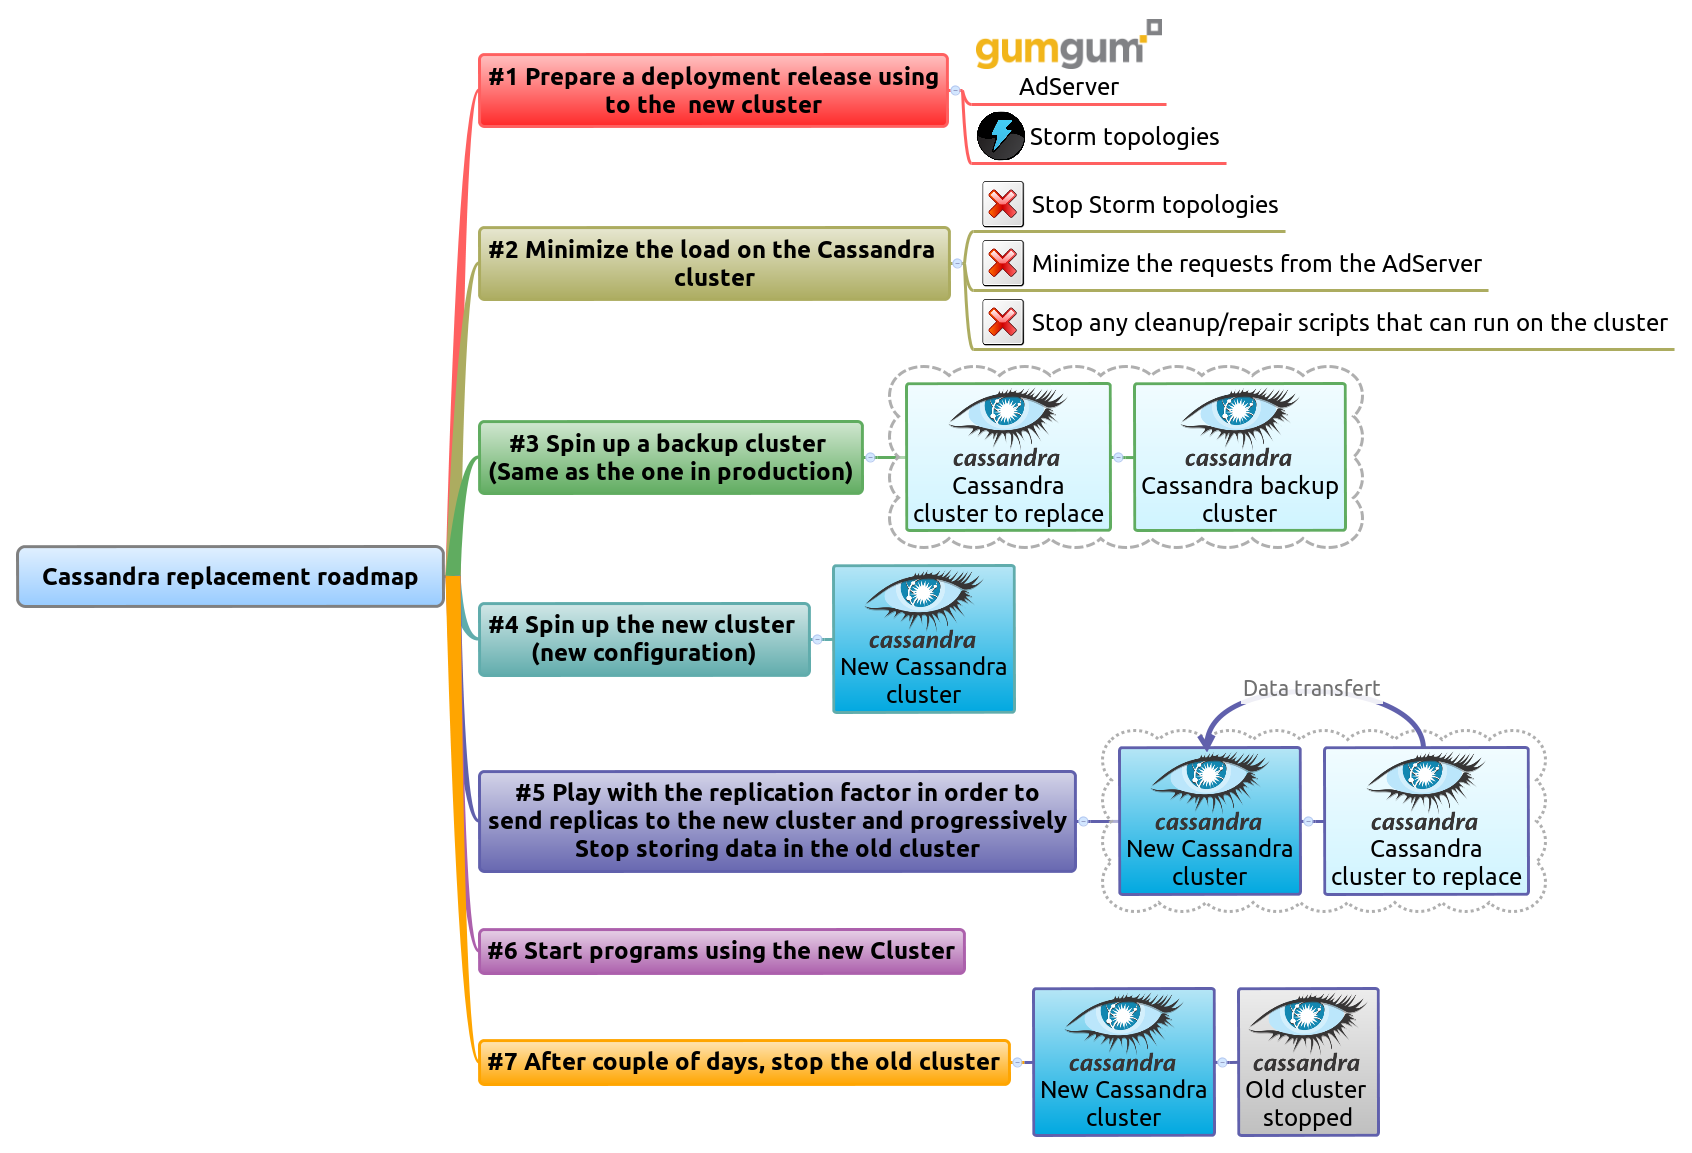 gumgum
#1 Prepare a deployment release using
to the new cluster
AdServer
Storm topologies
Stop Storm topologies
#2 Minimize the load on the Cassandra
cluster
Minimize the requests from the AdServer
Stop any cleanup/repair scripts that can run on the cluster
#3 Spin up a backup cluster
(Same as the one in production)
cassandra
Cassandra
cluster to replace
cassandra
Cassandra backup
cluster
Cassandra replacement roadmap
#4 Spin up the new cluster
(new configuration)
cassandra
New Cassandra
cluster
Data transfert
#5 Play with the replication factor in order to
send replicas to the new cluster and progressively
Stop storing data in the old cluster
cassandra
New Cassandra
cluster
cassandra
Cassandra
cluster to replace
#6 Start programs using the new Cluster
#7 After couple of days, stop the old cluster
cassandra
New Cassandra
cluster
cassandra
Old cluster
stopped